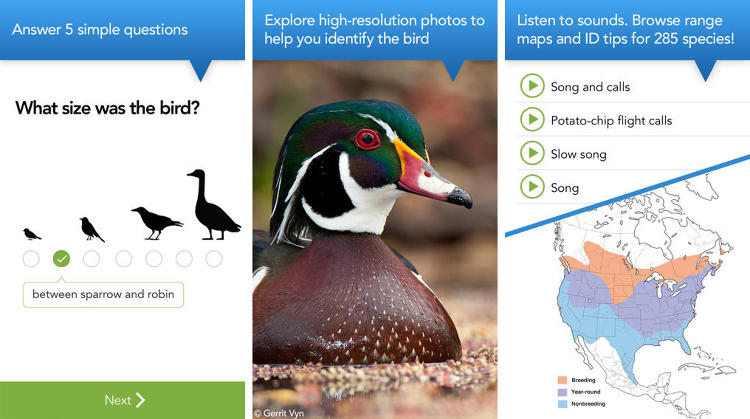 Answer 5 simple questions
What size was the bird?
between sparrow and robin
Next
Explore high-resolution photos to
help you identify the bird
© Gerrit Vyn
Listen to sounds. Browse range
maps and ID tips for 285 species!
Song and calls
Potato-chip flight calls
Slow song
Song
Breeding
Year-round
Nonbreeding